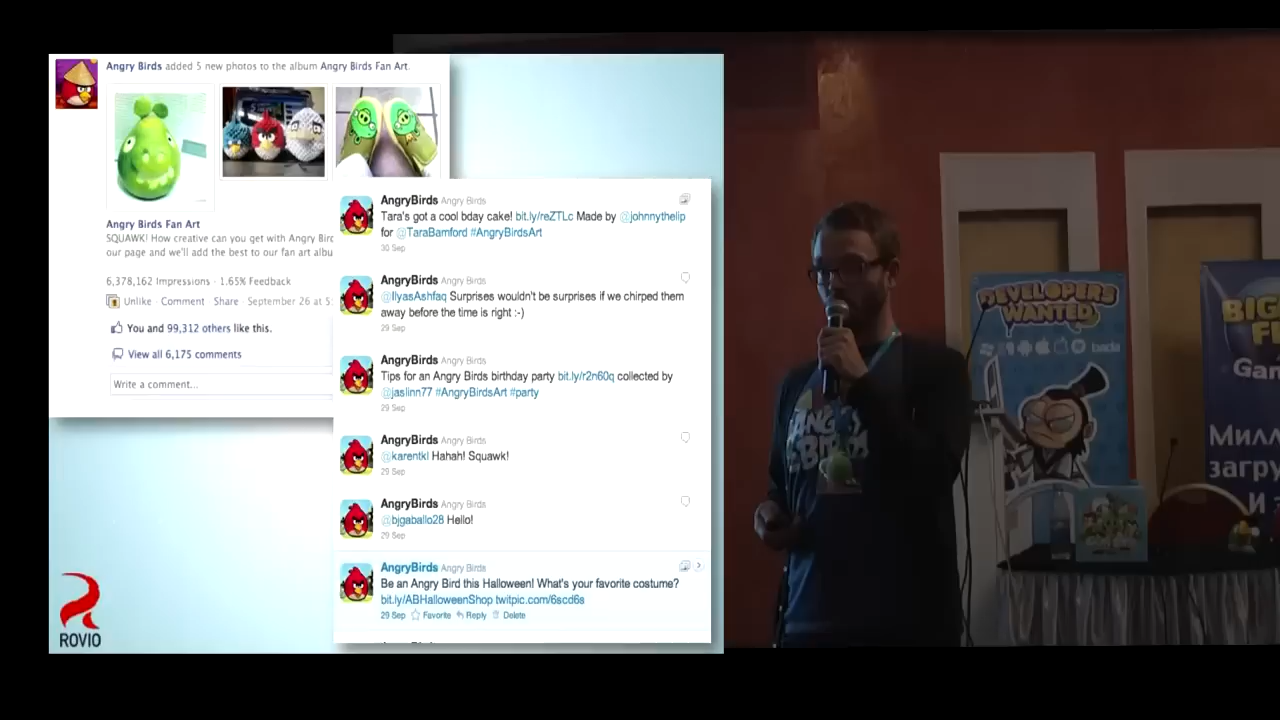 Angry Birds added 5 new photos to the album Angry Birds Fan Art.
Angry Birds Fan Art
SQUAWK! How creative can you get with Angry Bird
our page and we'll add the best to our fan art albu
6,378,162 Impressions · 1.65% Feedback
Unlike · Comment · Share · September 26 at 5:
You and 99,312 others like this.
View all 6,175 comments
Write a comment...
AngryBirds Angry Birds
Tara's got a cool bday cake! bit.ly/reZTLc Made by @johnnythelip
for @TaraBamford #AngryBirdsArt
30 Sep
AngryBirds Angry Birds
@IlyasAshfaq Surprises wouldn't be surprises if we chirped them
away before the time is right :-)
29 Sep
AngryBirds Angry Birds
Tips for an Angry Birds birthday party bit.ly/r2n60q collected by
@jaslinn77 #AngryBirdsArt #party
29 Sep
AngryBirds Angry Birds
@karentkl Hahah! Squawk!
29 Sep
AngryBirds Angry Birds
@bjgaballo28 Hello!
29 Sep
AngryBirds Angry Birds
Be an Angry Bird this Halloween! What's your favorite costume?
bit.ly/ABHalloweenShop twitpic.com/6scd6s
29 Sep Favorite Reply Delete
ROVIO
ANGRY
BIRDS
DEVELOPERS
WANTED
bada
BIG
Gam
Милл
загру
И з